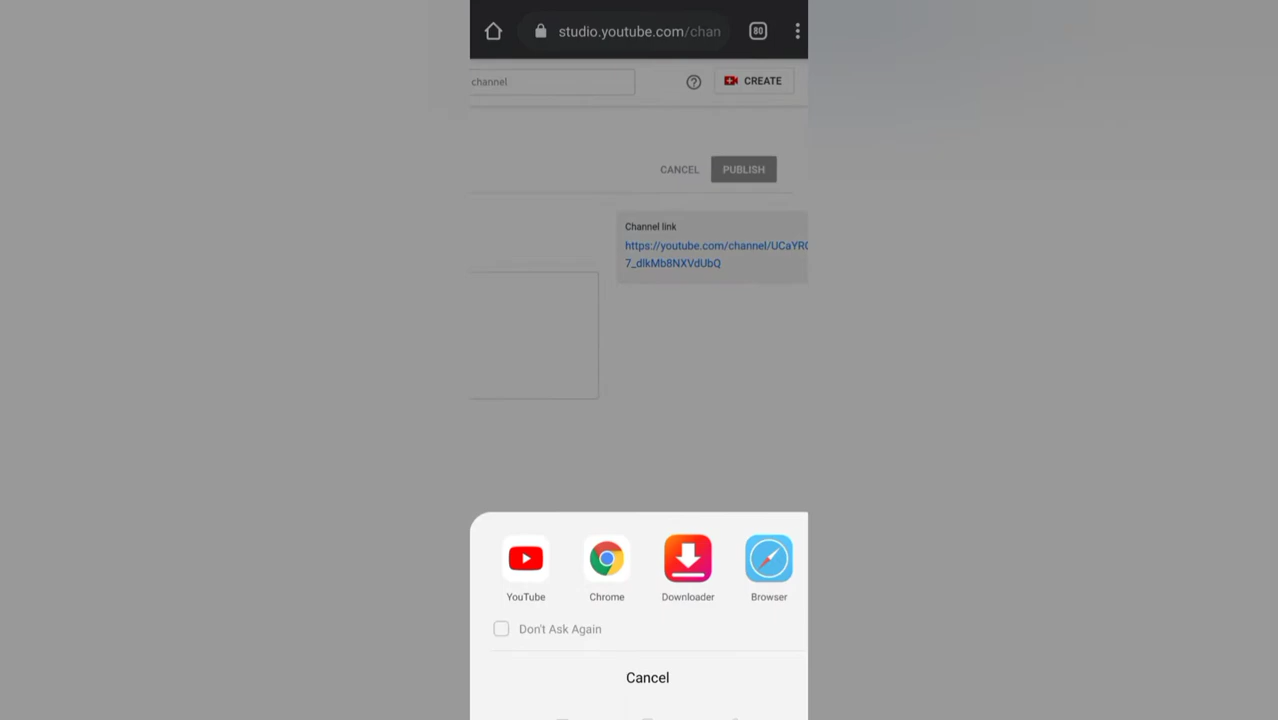 studio.youtube.com/chan
80
channel
CREATE
CANCEL
PUBLISH
Channel link
https://youtube.com/channel/UCaYR
7_dlkMb8NXVdUbQ
YouTube
Chrome
Downloader
Browser
Don't Ask Again
Cancel